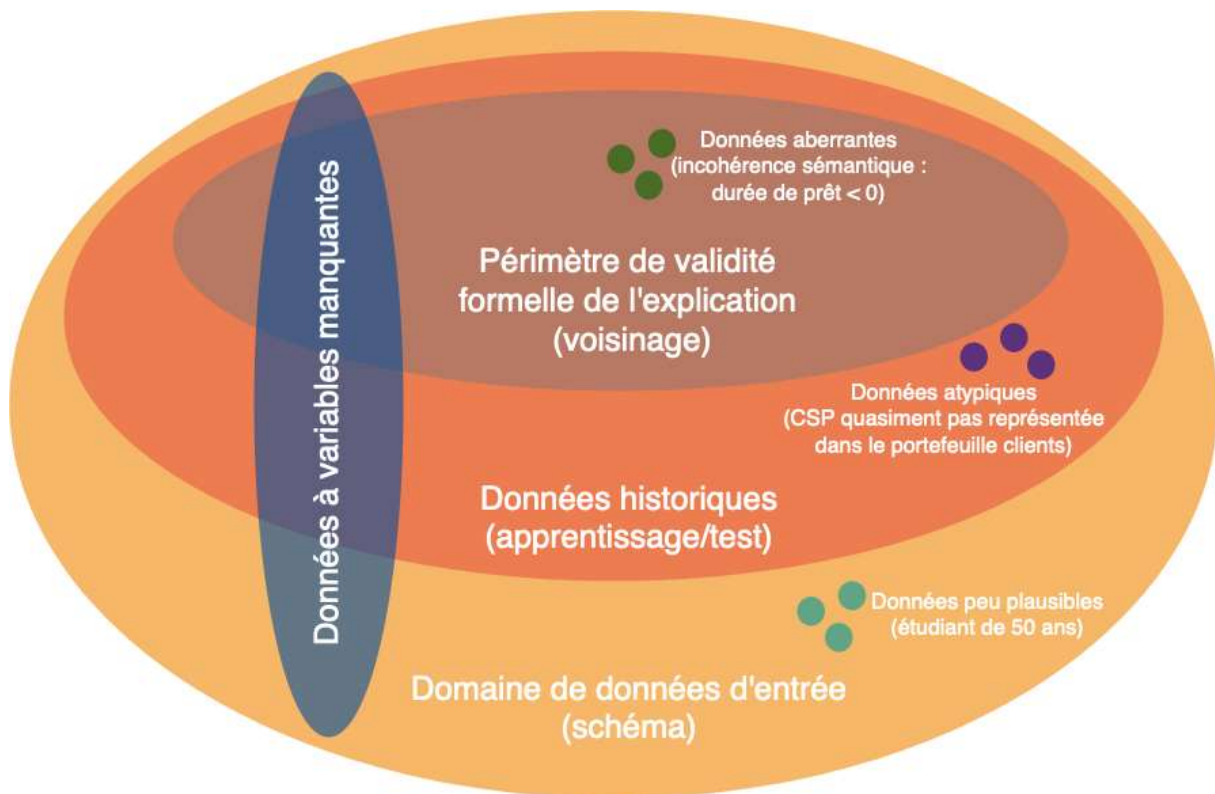 Données aberrantes
(incohérence sémantique :
durée de prêt < 0)
Données à variables manquantes
Périmètre de validité
formelle de l'explication
(voisinage)
Données atypiques
(CSP quasiment pas représentée
dans le portefeuille clients)
Données historiques
(apprentissage/test)
Données peu plausibles
(étudiant de 50 ans)
Domaine de données d'entrée
(schéma)